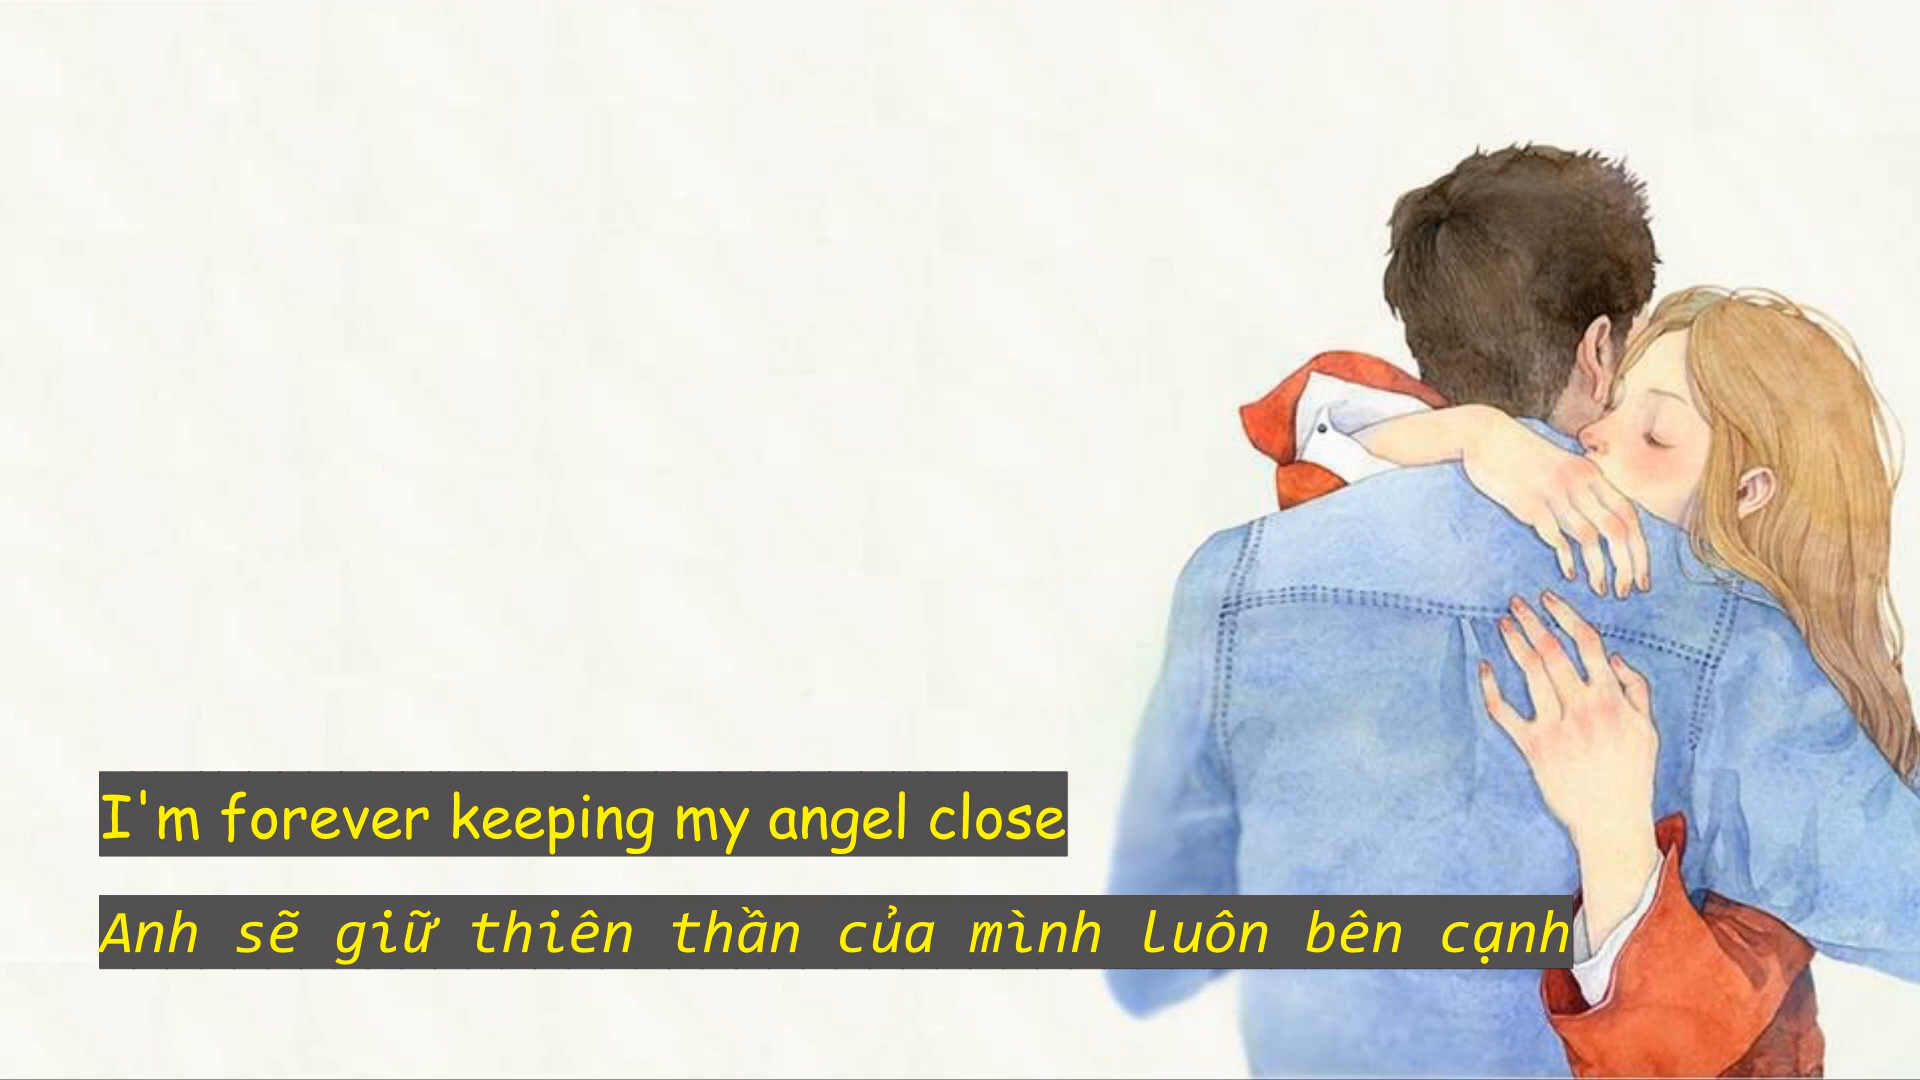 I'm forever keeping my angel close
Anh sẽ giữ thiên thần của mình luôn bên cạnh